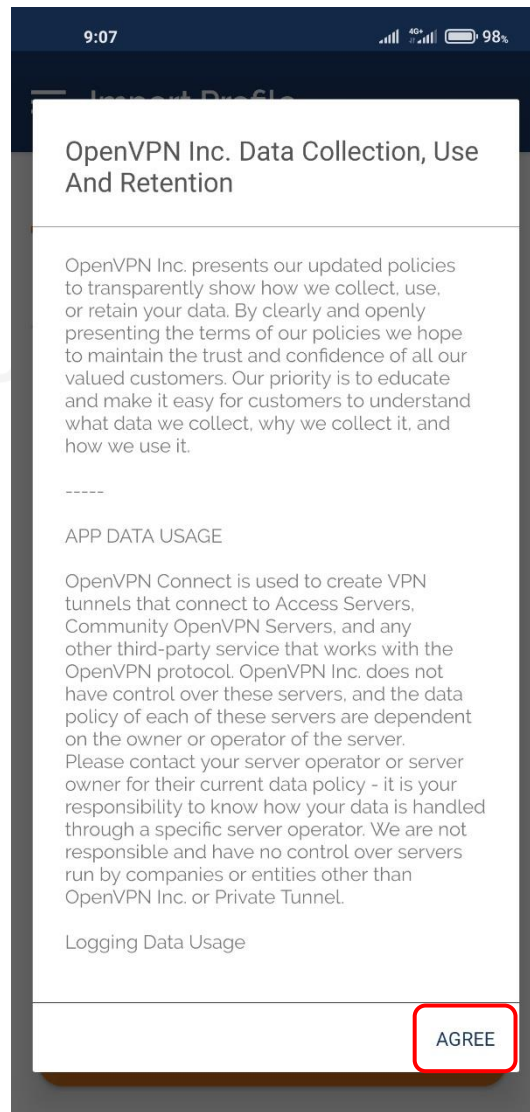 9:07
4G+
98%
Import Profile
OpenVPN Inc. Data Collection, Use
And Retention
OpenVPN Inc. presents our updated policies
to transparently show how we collect, use,
or retain your data. By clearly and openly
presenting the terms of our policies we hope
to maintain the trust and confidence of all our
valued customers. Our priority is to educate
and make it easy for customers to understand
what data we collect, why we collect it, and
how we use it.
-----
APP DATA USAGE
OpenVPN Connect is used to create VPN
tunnels that connect to Access Servers,
Community OpenVPN Servers, and any
other third-party service that works with the
OpenVPN protocol. OpenVPN Inc. does not
have control over these servers, and the data
policy of each of these servers are dependent
on the owner or operator of the server.
Please contact your server operator or server
owner for their current data policy - it is your
responsibility to know how your data is handled
through a specific server operator. We are not
responsible and have no control over servers
run by companies or entities other than
OpenVPN Inc. or Private Tunnel.
Logging Data Usage
AGREE